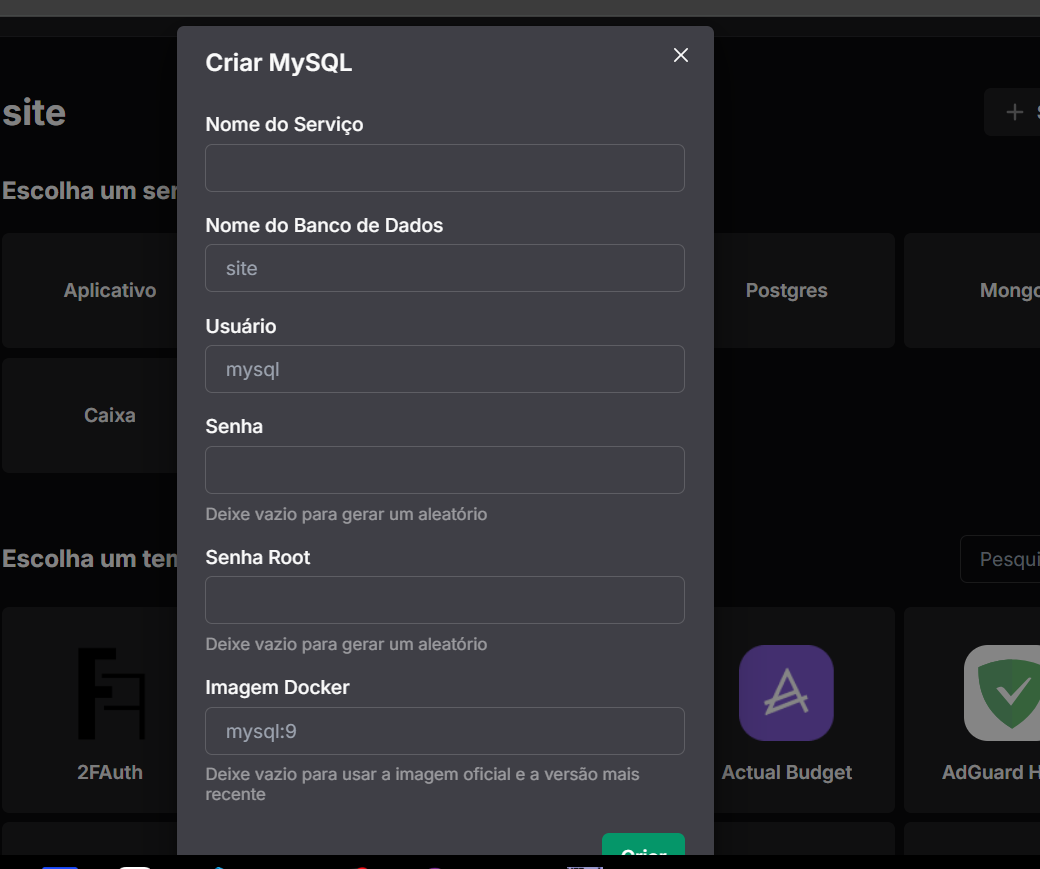 Criar MySQL
site
Nome do Serviço
Escolha um ser
Nome do Banco de Dados
site
Aplicativo
Postgres
Mongo
Usuário
mysql
Caixa
Senha
Deixe vazio para gerar um aleatório
Senha Root
Escolha um tem
Pesqui
Deixe vazio para gerar um aleatório
Imagem Docker
mysql:9
2FAuth
Actual Budget
AdGuard H
Deixe vazio para usar a imagem oficial e a versão mais
recente
Criar